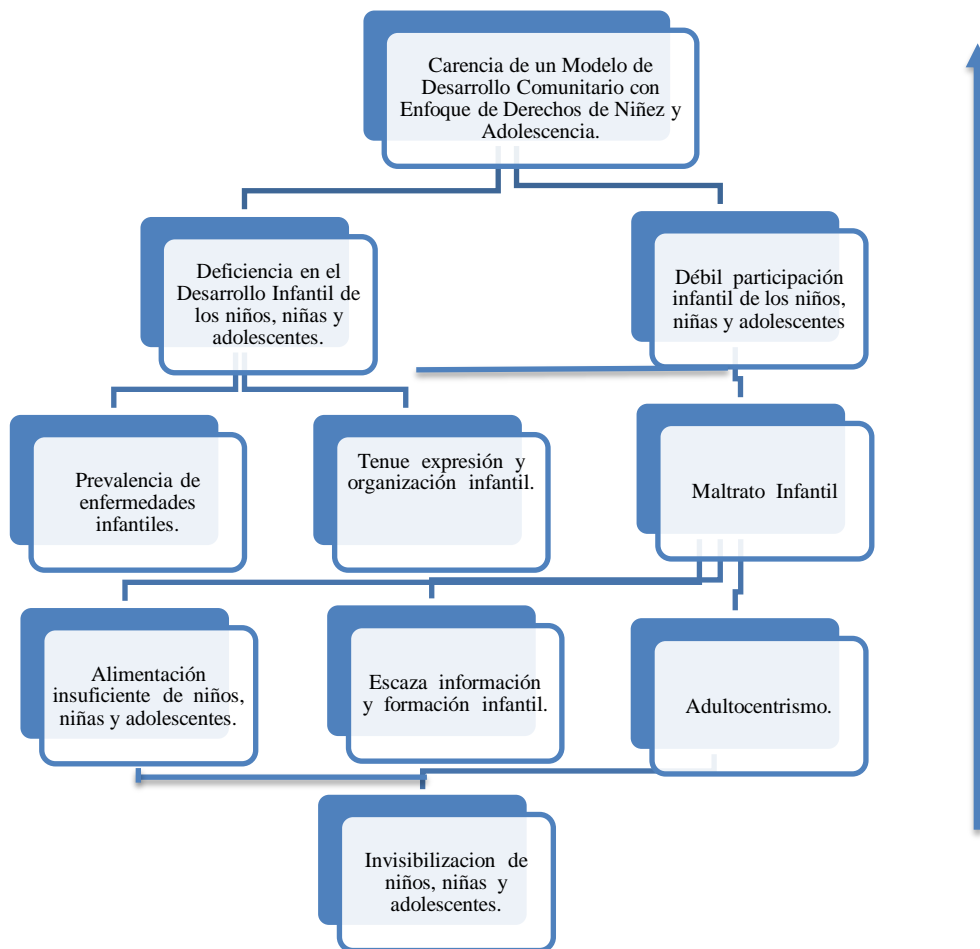 Carencia de un Modelo de
Desarrollo Comunitario con
Enfoque de Derechos de Niñez y
Adolescencia.
Deficiencia en el
Desarrollo Infantil de
los niños, niñas y
adolescentes.
Débil participación
infantil de los niños,
niñas y adolescentes
Prevalencia de
enfermedades
infantiles.
Tenue expresión y
organización infantil.
Maltrato Infantil
Alimentación
insuficiente de niños,
niñas y adolescentes.
Escaza información
y formación infantil.
Adultocentrismo.
Invisibilizacion de
niños, niñas y
adolescentes.